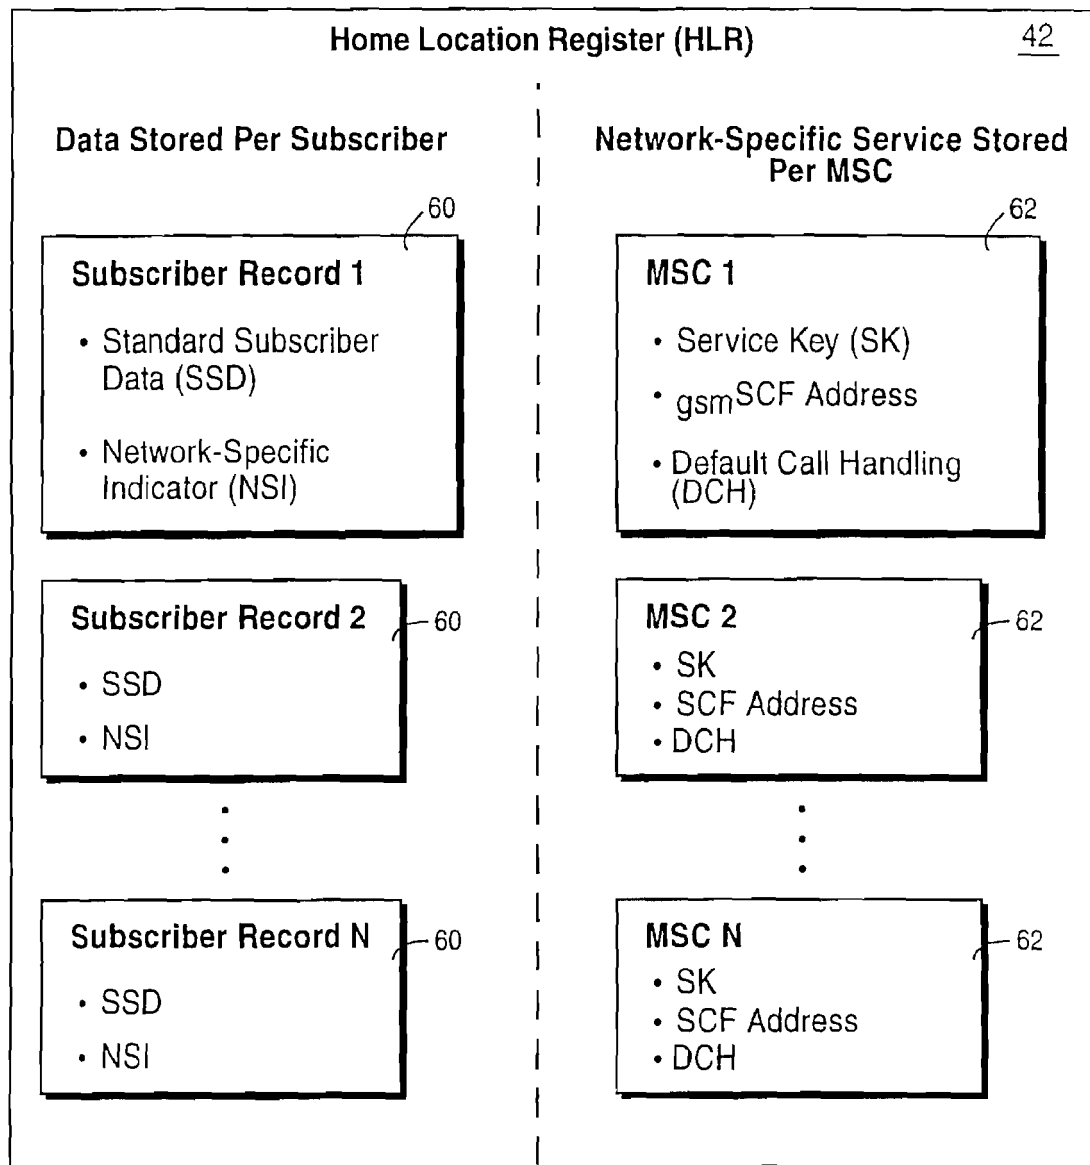 Home Location Register (HLR)
42
Data Stored Per Subscriber
60
Subscriber Record 1
• Standard Subscriber
Data (SSD)
• Network-Specific
Indicator (NSI)
Subscriber Record 2
60
• SSD
• NSI
Subscriber Record N
60
• SSD
• NSI
Network-Specific Service Stored
Per MSC
62
MSC 1
• Service Key (SK)
• gsmSCF Address
• Default Call Handling
(DCH)
MSC 2
62
• SK
• SCF Address
• DCH
MSC N
62
• SK
• SCF Address
• DCH